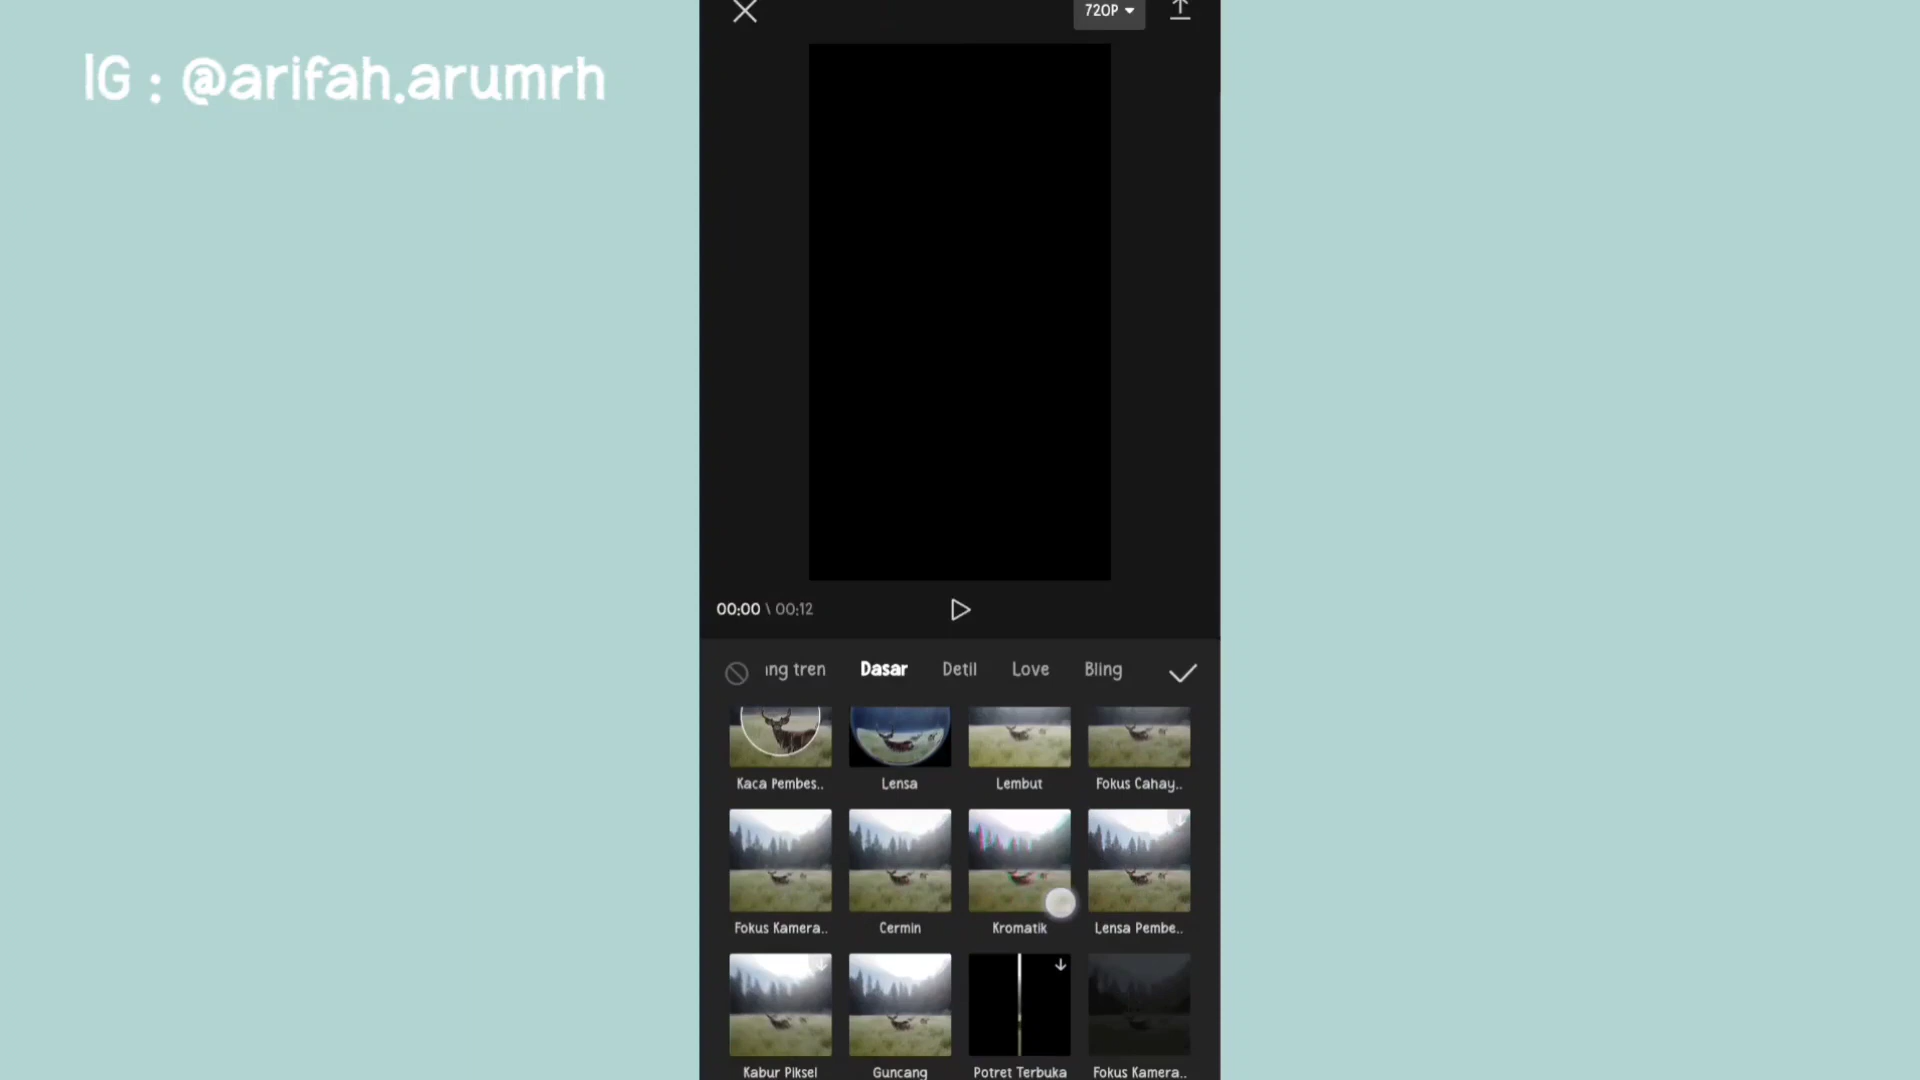 720P
IG : @arifah.arumrh
00:00 \ 00:12
ıng tren Dasar Detil Love Bling
Kaca Pembes.. Lensa Lembut Fokus Cahay..
Fokus Kamera.. Cermin Kromatik Lensa Pembe..
Kabur Piksel Guncang Potret Terbuka Fokus Kamera..